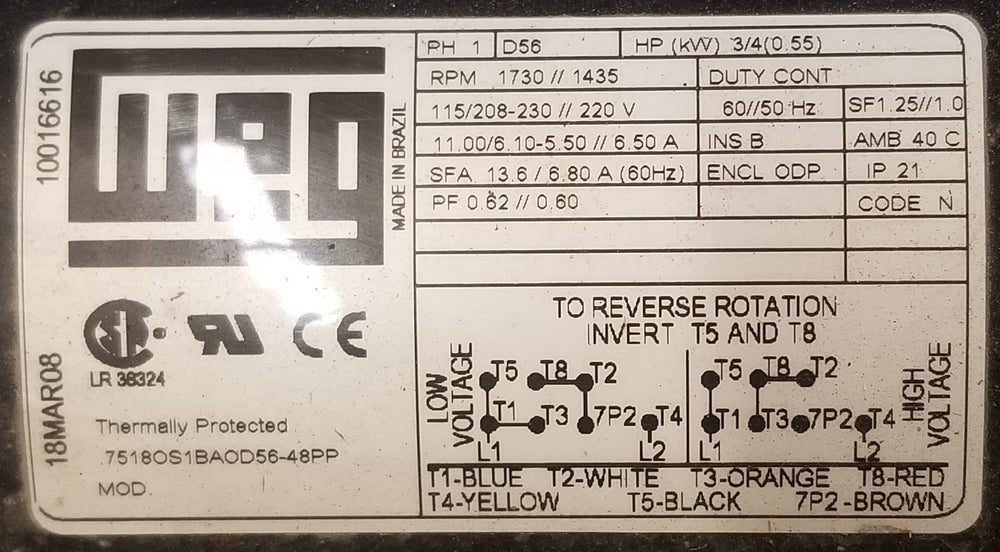 10016616
18MAR08
WEG
MADE IN BRAZIL
LR 38324
Thermally Protected
.7518OS1BAOD56-48PP
MOD.
PH 1 D56 HP (kW) 3/4(0.55)
RPM 1730 // 1435 DUTY CONT
115/208-230 // 220 V 60//50 Hz SF1.25//1.0
11.00/6.10-5.50 // 6.50 A INS B AMB 40 C
SFA 13.6 / 6.80 A (60Hz) ENCL ODP IP 21
PF 0.62 // 0.60 CODE N
TO REVERSE ROTATION
INVERT T5 AND T8
LOW VOLTAGE
T5 T8 T2
T1 T3 7P2 T4
L1 L2
T5 T8 T2
T1 T3 7P2 T4
L1 L2
HIGH VOLTAGE
T1-BLUE T2-WHITE T3-ORANGE T8-RED
T4-YELLOW T5-BLACK 7P2-BROWN